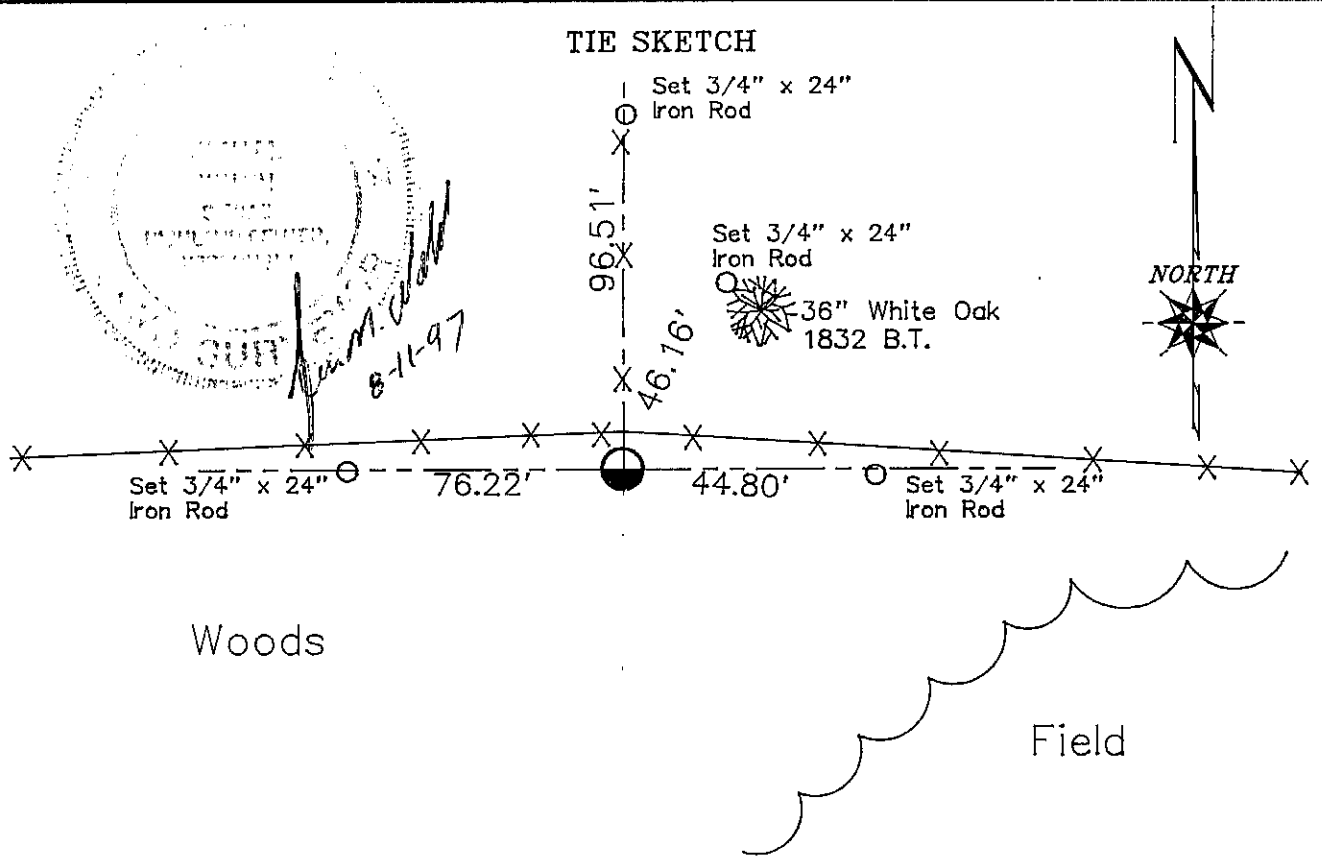 TIE SKETCH
Set 3/4" x 24"
Iron Rod
96.51'
Set 3/4" x 24"
Iron Rod
36" White Oak
1832 B.T.
46.16'
NORTH
8-11-97
Set 3/4" x 24"
Iron Rod
76.22'
44.80'
Set 3/4" x 24"
Iron Rod
Woods
Field